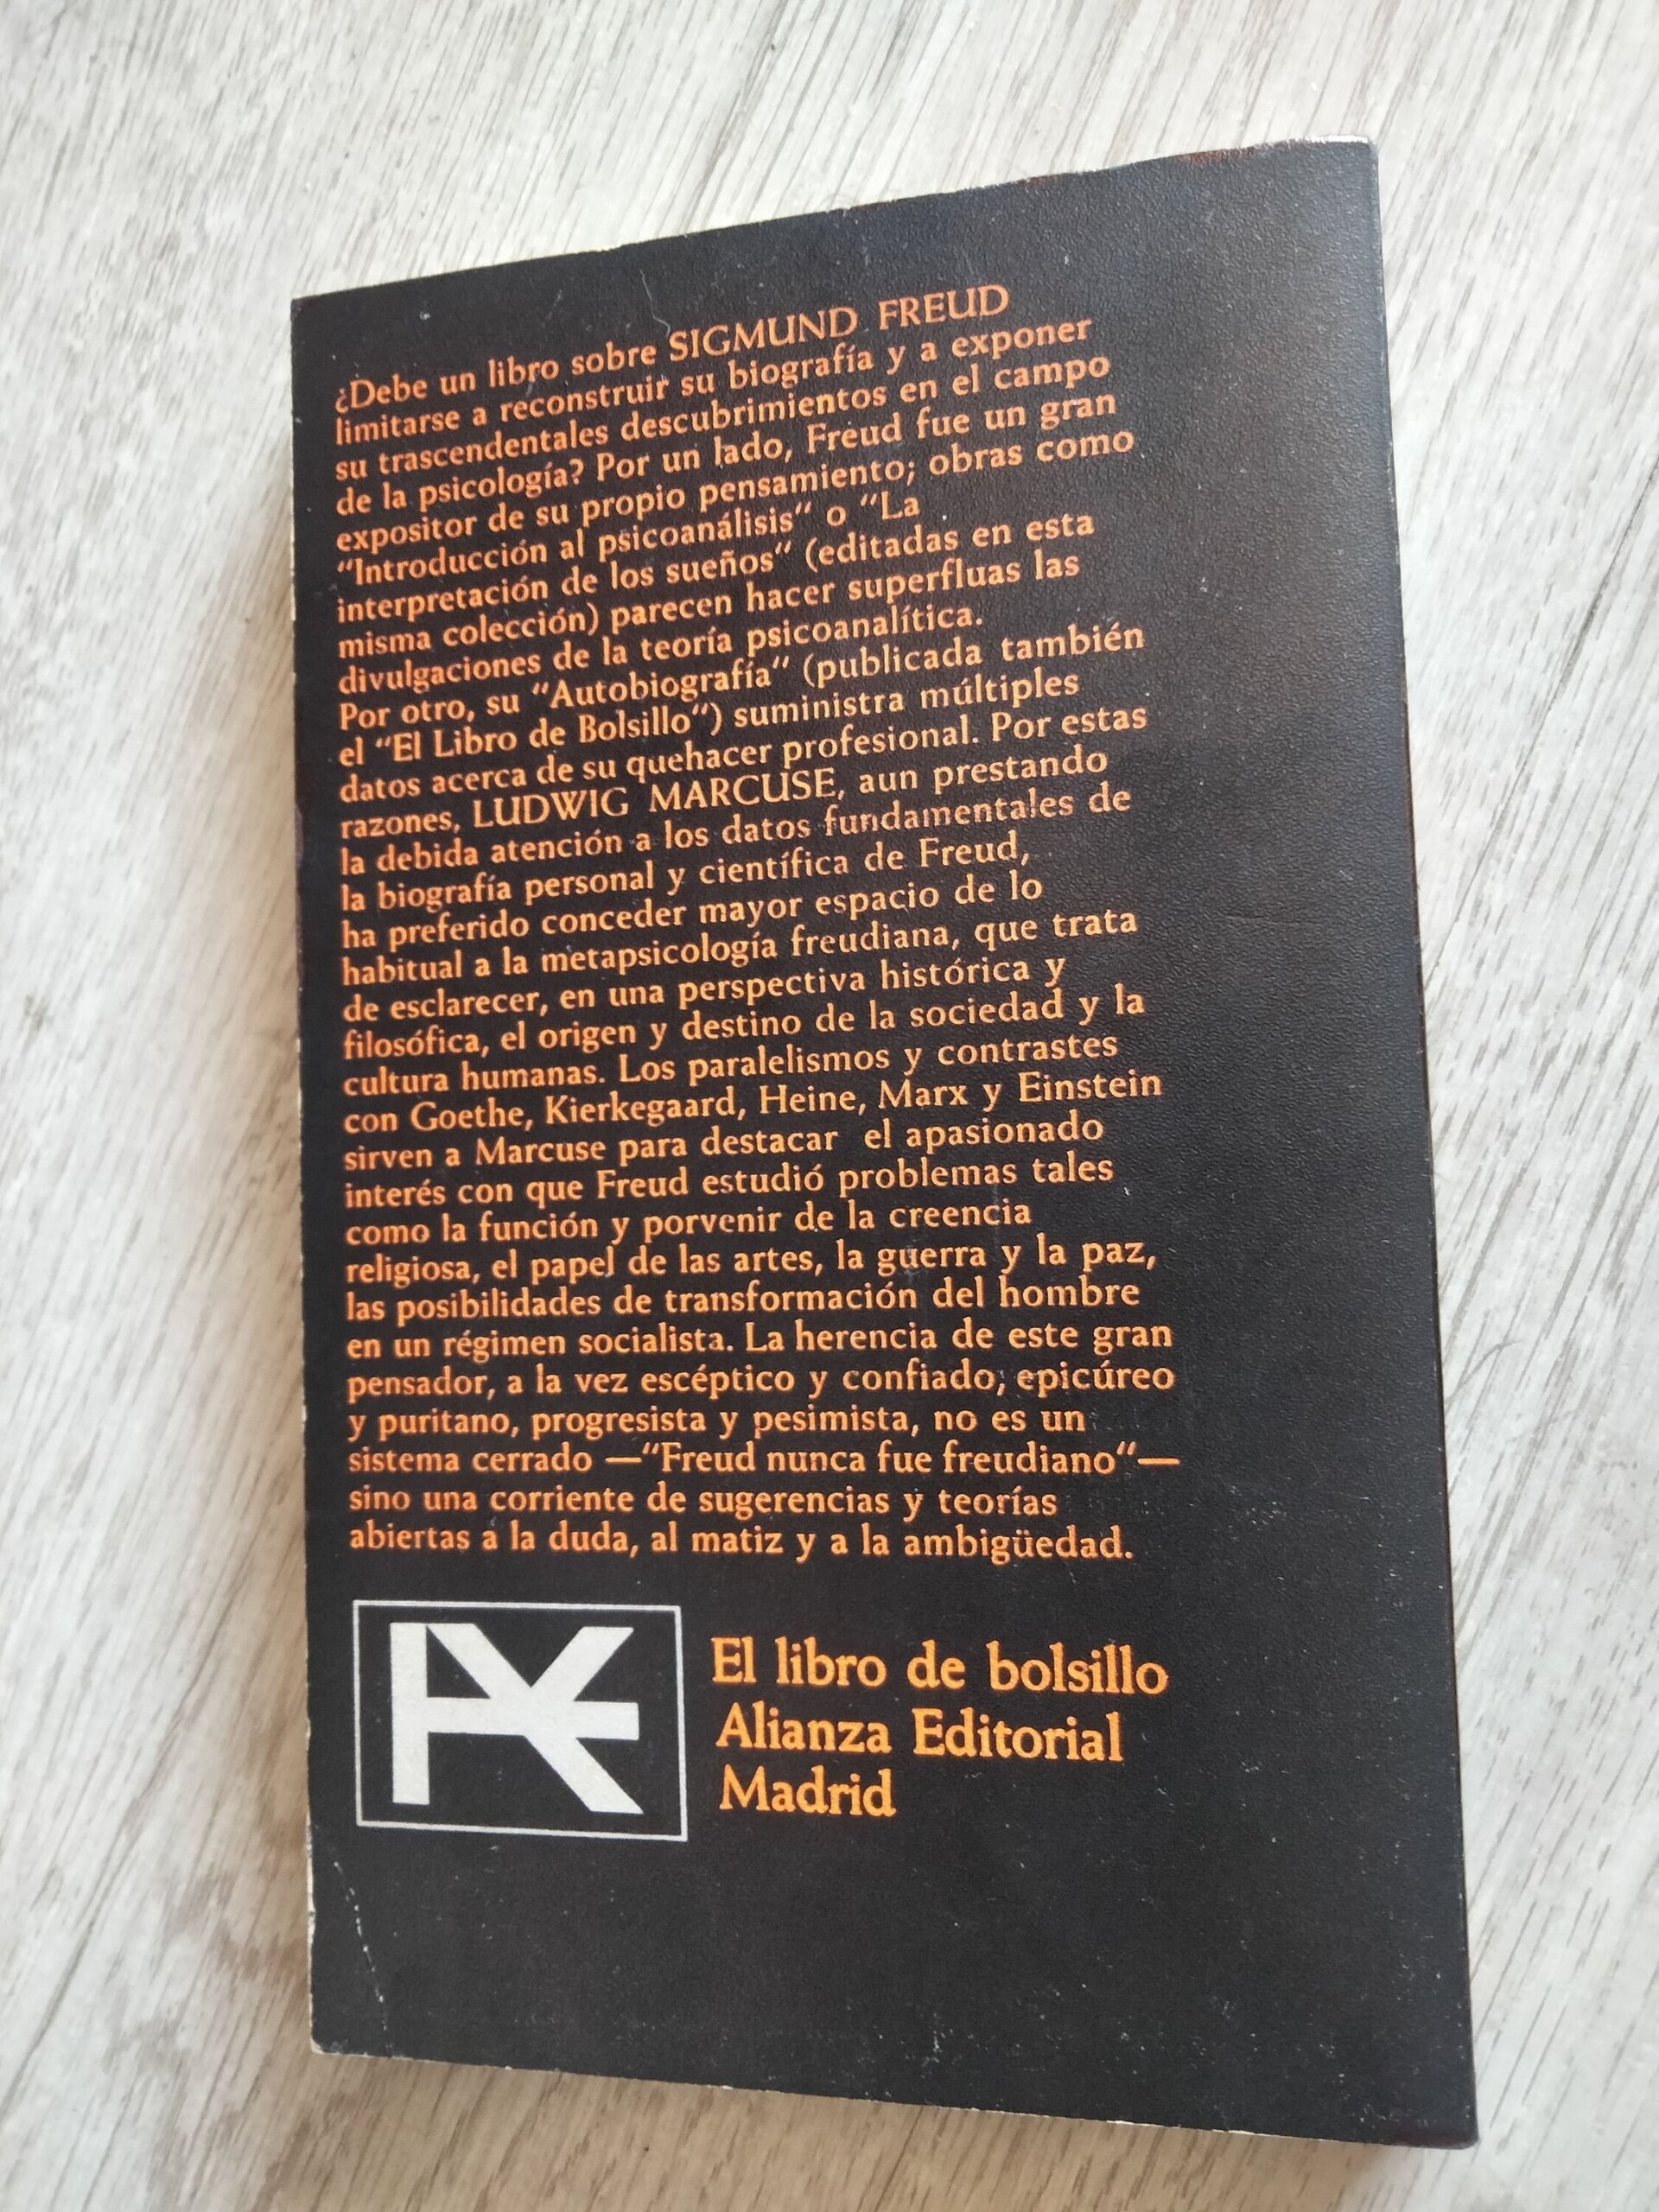 ¿Debe un libro sobre SIGMUND FREUD
limitarse a reconstruir su biografía y a exponer
su trascendentales descubrimientos en el campo
de la psicología? Por un lado, Freud fue un gran
expositor de su propio pensamiento; obras como
“Introducción al psicoanálisis“ o “La
interpretación de los sueños“ (editadas en esta
misma colección) parecen hacer superfluas las
divulgaciones de la teoría psicoanalítica.
Por otro, su “Autobiografía“ (publicada también
el “El Libro de Bolsillo“) suministra múltiples
datos acerca de su quehacer profesional. Por estas
razones, LUDWIG MARCUSE, aun prestando
la debida atención a los datos fundamentales de
la biografía personal y científica de Freud,
ha preferido conceder mayor espacio de lo
habitual a la metapsicología freudiana, que trata
de esclarecer, en una perspectiva histórica y
filosófica, el origen y destino de la sociedad y la
cultura humanas. Los paralelismos y contrastes
con Goethe, Kierkegaard, Heine, Marx y Einstein
sirven a Marcuse para destacar el apasionado
interés con que Freud estudió problemas tales
como la función y porvenir de la creencia
religiosa, el papel de las artes, la guerra y la paz,
las posibilidades de transformación del hombre
en un régimen socialista. La herencia de este gran
pensador, a la vez escéptico y confiado, epicúreo
y puritano, progresista y pesimista, no es un
sistema cerrado —“Freud nunca fue freudiano“—
sino una corriente de sugerencias y teorías
abiertas a la duda, al matiz y a la ambigüedad.
El libro de bolsillo
Alianza Editorial
Madrid